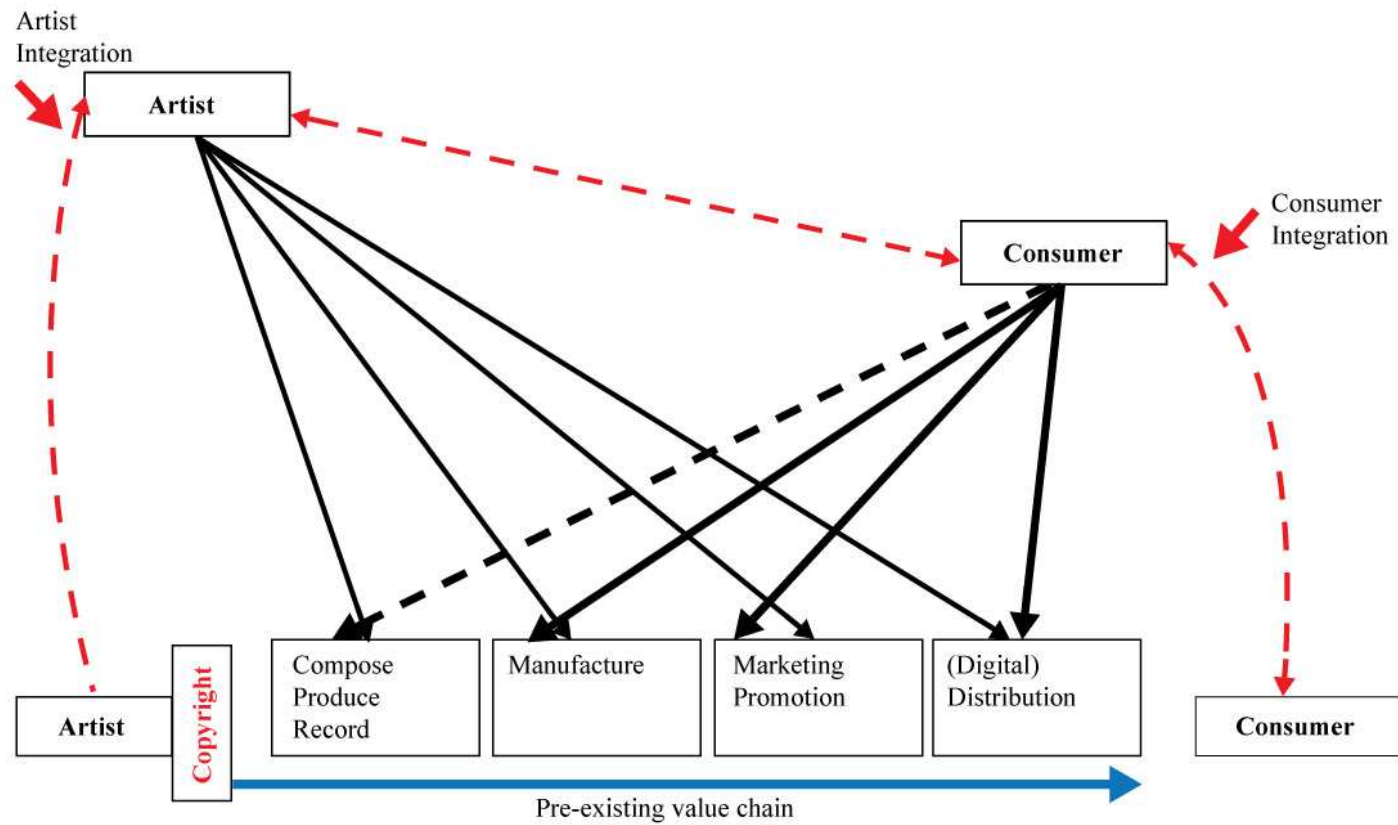 Artist
Integration
Artist
Consumer
Integration
Consumer
Compose
Produce
Record
Manufacture
Marketing
Promotion
(Digital)
Distribution
Artist
Copyright
Consumer
Pre-existing value chain